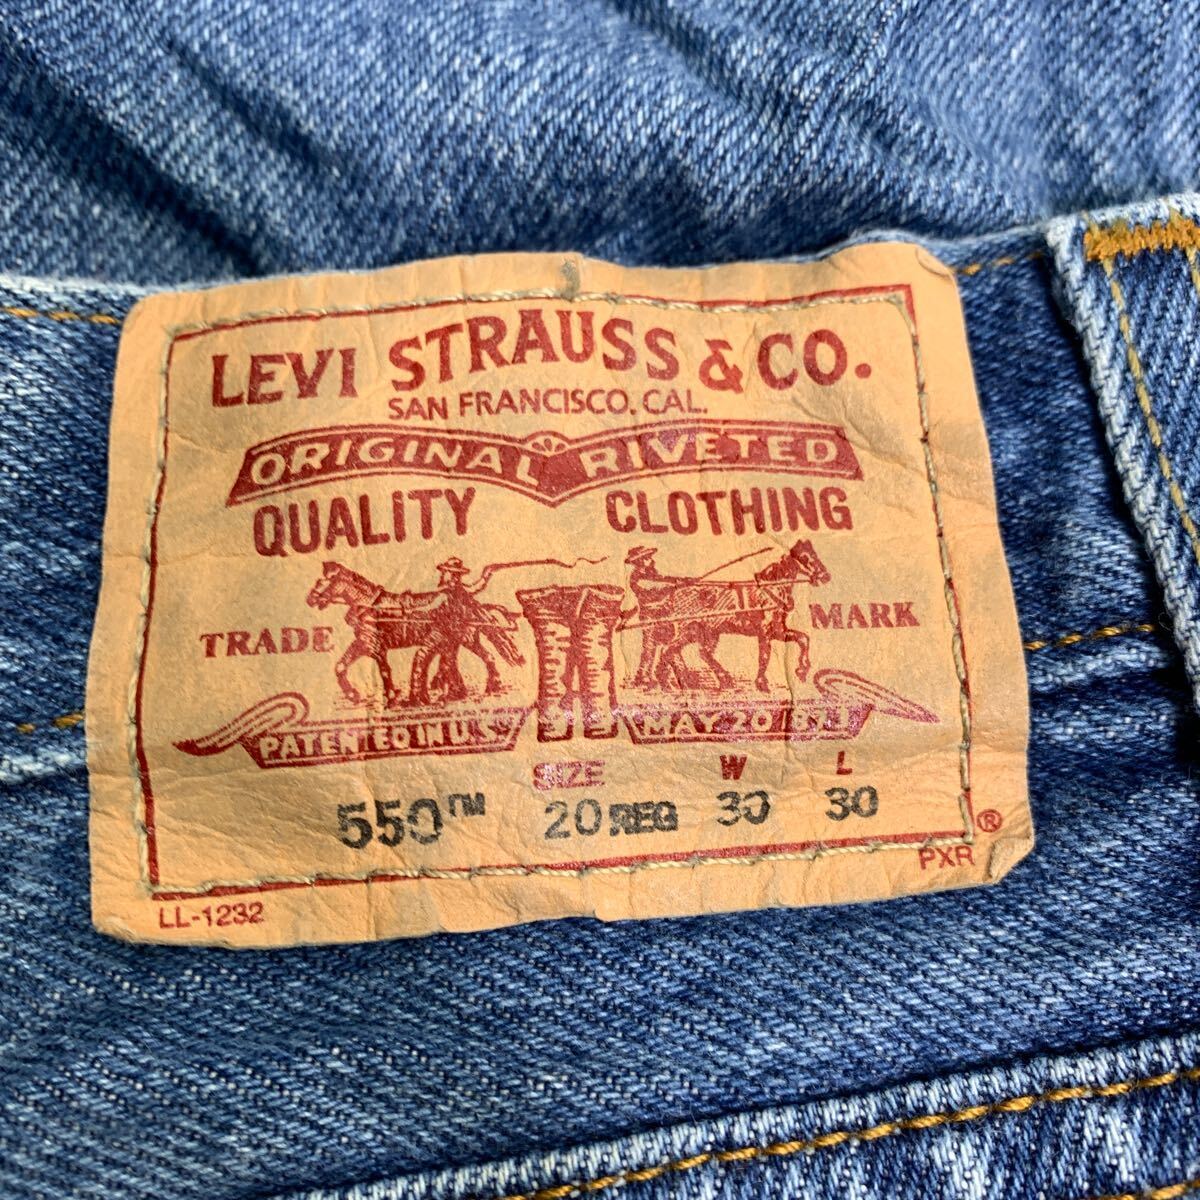 LEVI STRAUSS & CO.
SAN FRANCISCO, CAL.
ORIGINAL RIVETED
QUALITY CLOTHING
TRADE MARK
PATENTED IN U.S. MAY 20 1873
SIZE W L
550™ 20 REG 30 30
®
PXR
LL-1232